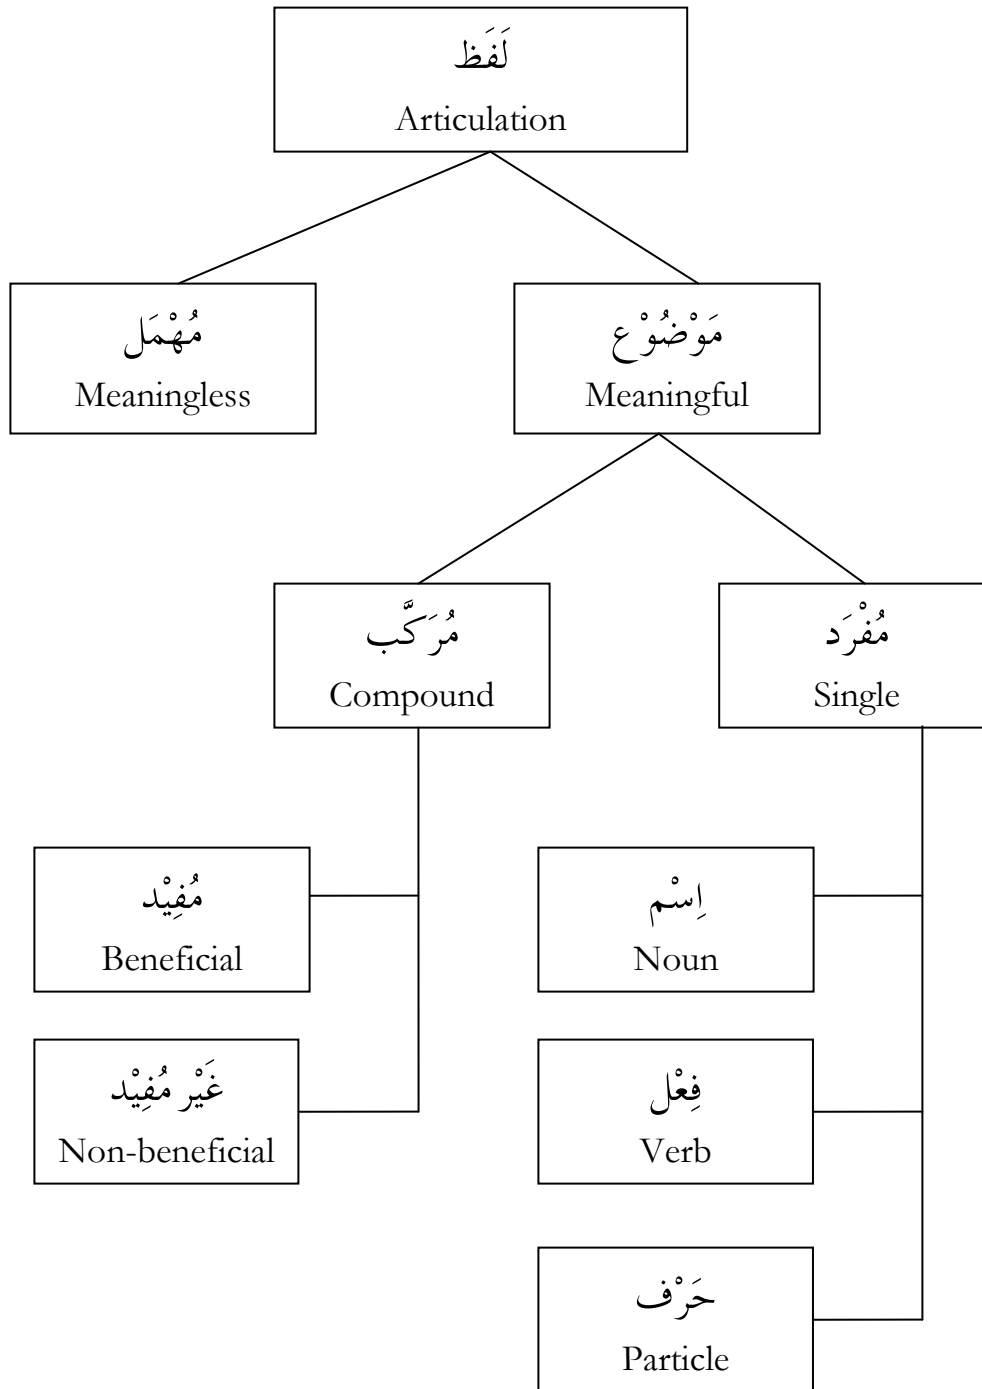 لَفَظ
Articulation
مُهْمَل
Meaningless
مَوْضُوْع
Meaningful
مُرَكَّب
Compound
مُفْرَد
Single
مُفِيْد
Beneficial
اِسْم
Noun
غَيْر مُفِيْد
Non-beneficial
فِعْل
Verb
حَرْف
Particle